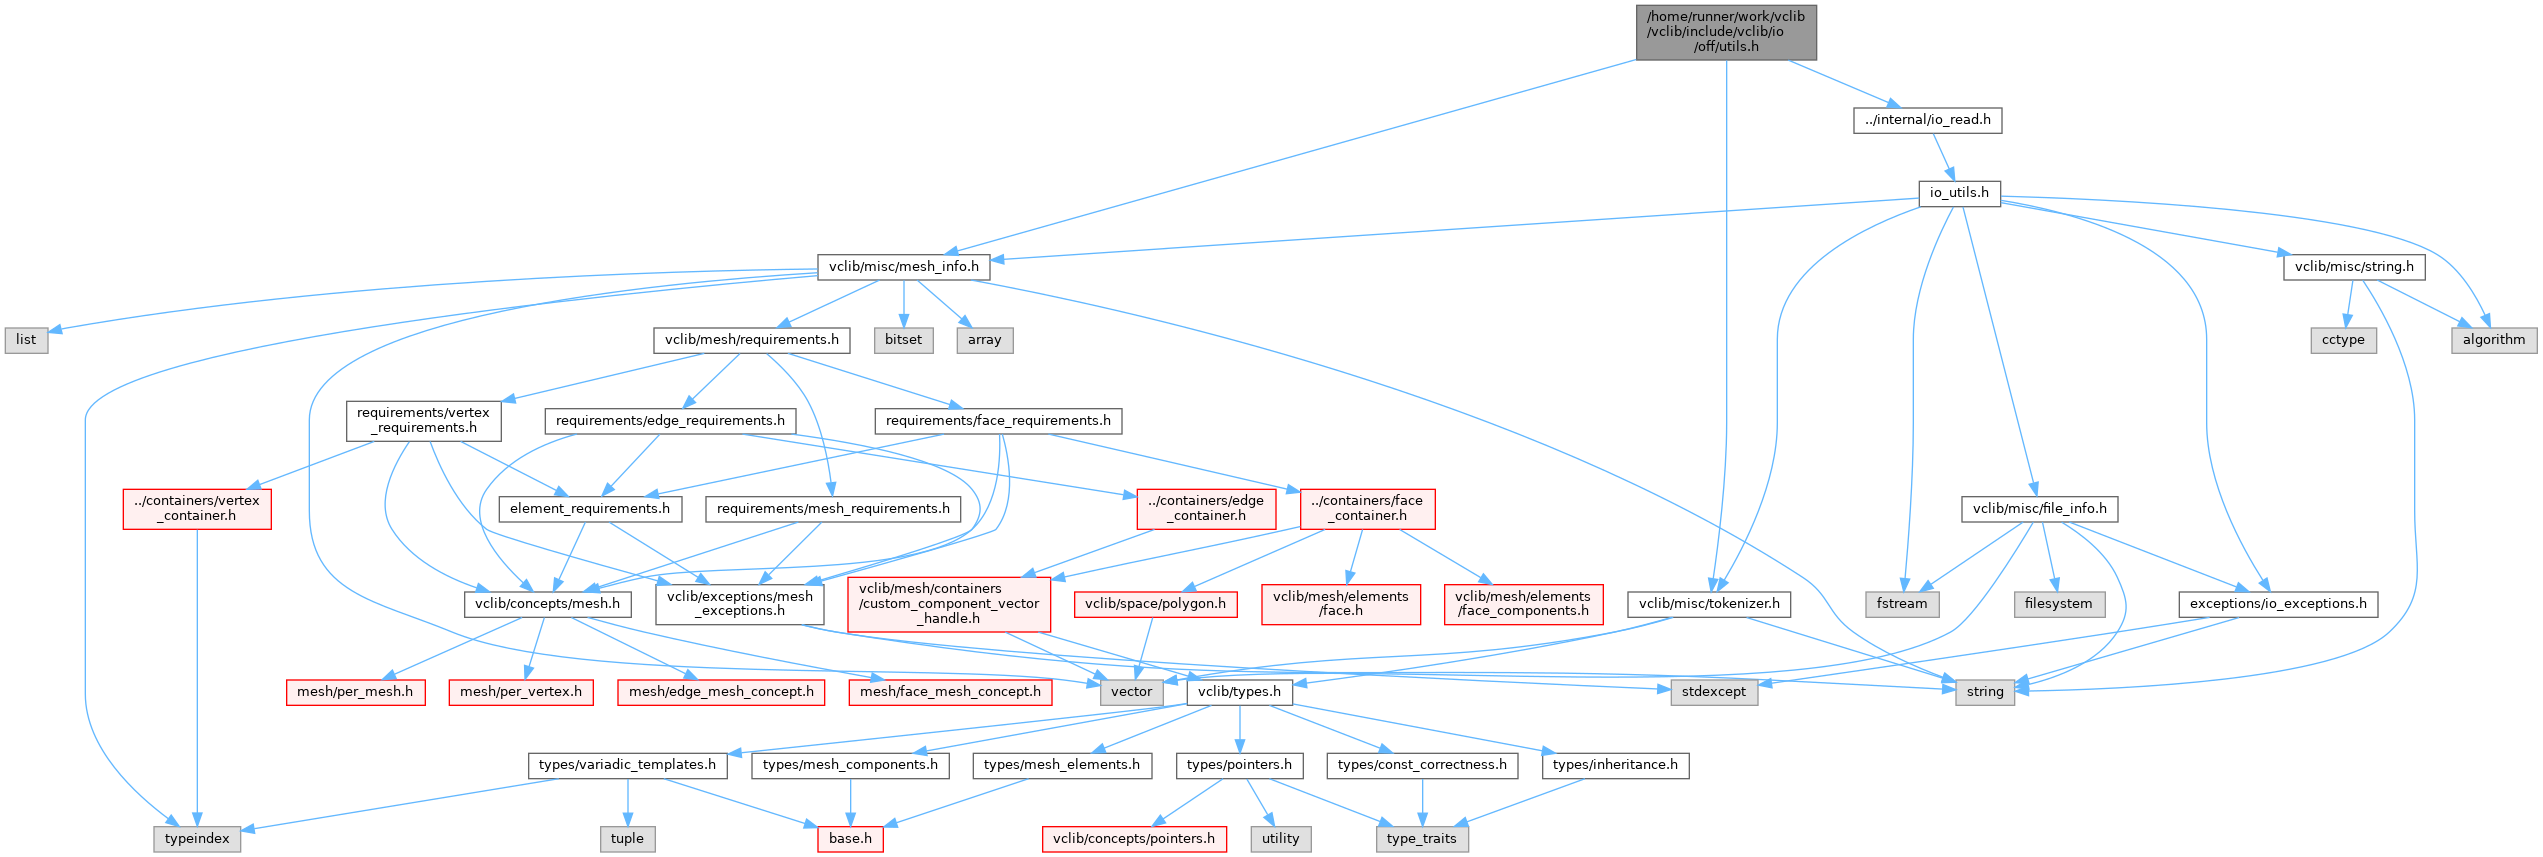 /home/runner/work/vclib
/vclib/include/vclib/io
/off/utils.h
../internal/io_read.h
io_utils.h
vclib/misc/mesh_info.h
vclib/misc/string.h
list
vclib/mesh/requirements.h
bitset
array
cctype
algorithm
requirements/vertex
_requirements.h
requirements/edge_requirements.h
requirements/face_requirements.h
../containers/vertex
_container.h
element_requirements.h
requirements/mesh_requirements.h
../containers/edge
_container.h
../containers/face
_container.h
vclib/misc/file_info.h
vclib/concepts/mesh.h
vclib/exceptions/mesh
_exceptions.h
vclib/mesh/containers
/custom_component_vector
_handle.h
vclib/space/polygon.h
vclib/mesh/elements
/face.h
vclib/mesh/elements
/face_components.h
vclib/misc/tokenizer.h
fstream
filesystem
exceptions/io_exceptions.h
mesh/per_mesh.h
mesh/per_vertex.h
mesh/edge_mesh_concept.h
mesh/face_mesh_concept.h
vector
vclib/types.h
stdexcept
string
types/variadic_templates.h
types/mesh_components.h
types/mesh_elements.h
types/pointers.h
types/const_correctness.h
types/inheritance.h
typeindex
tuple
base.h
vclib/concepts/pointers.h
utility
type_traits